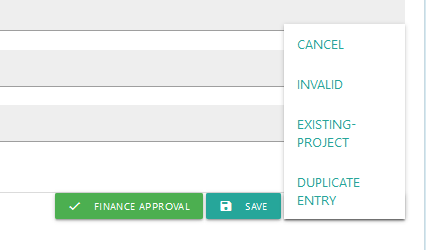 CANCEL
INVALID
EXISTING-
PROJECT
DUPLICATE
ENTRY
FINANCE APPROVAL
SAVE